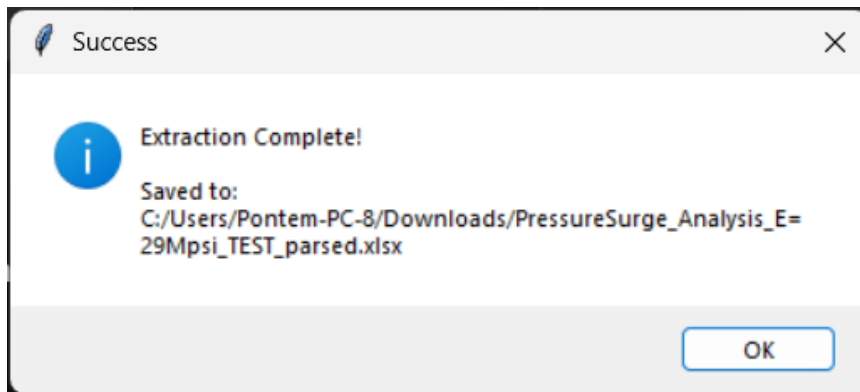 Success
Extraction Complete!
Saved to:
C:/Users/Pontem-PC-8/Downloads/PressureSurge_Analysis_E=
29Mpsi_TEST_parsed.xlsx
OK